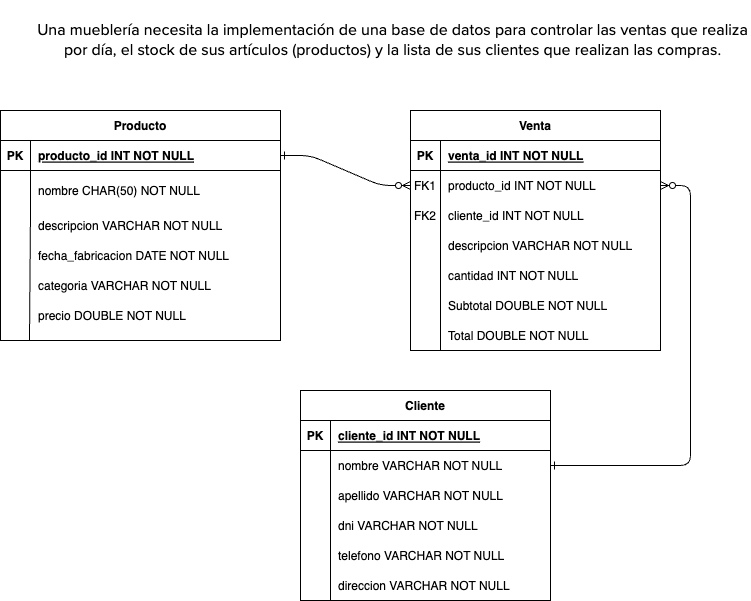 Una mueblería necesita la implementación de una base de datos para controlar las ventas que realiza
por día, el stock de sus artículos (productos) y la lista de sus clientes que realizan las compras.
Producto
PK producto_id INT NOT NULL
nombre CHAR(50) NOT NULL
descripcion VARCHAR NOT NULL
fecha_fabricacion DATE NOT NULL
categoria VARCHAR NOT NULL
precio DOUBLE NOT NULL
Venta
PK venta_id INT NOT NULL
FK1 producto_id INT NOT NULL
FK2 cliente_id INT NOT NULL
descripcion VARCHAR NOT NULL
cantidad INT NOT NULL
Subtotal DOUBLE NOT NULL
Total DOUBLE NOT NULL
Cliente
PK cliente_id INT NOT NULL
nombre VARCHAR NOT NULL
apellido VARCHAR NOT NULL
dni VARCHAR NOT NULL
telefono VARCHAR NOT NULL
direccion VARCHAR NOT NULL